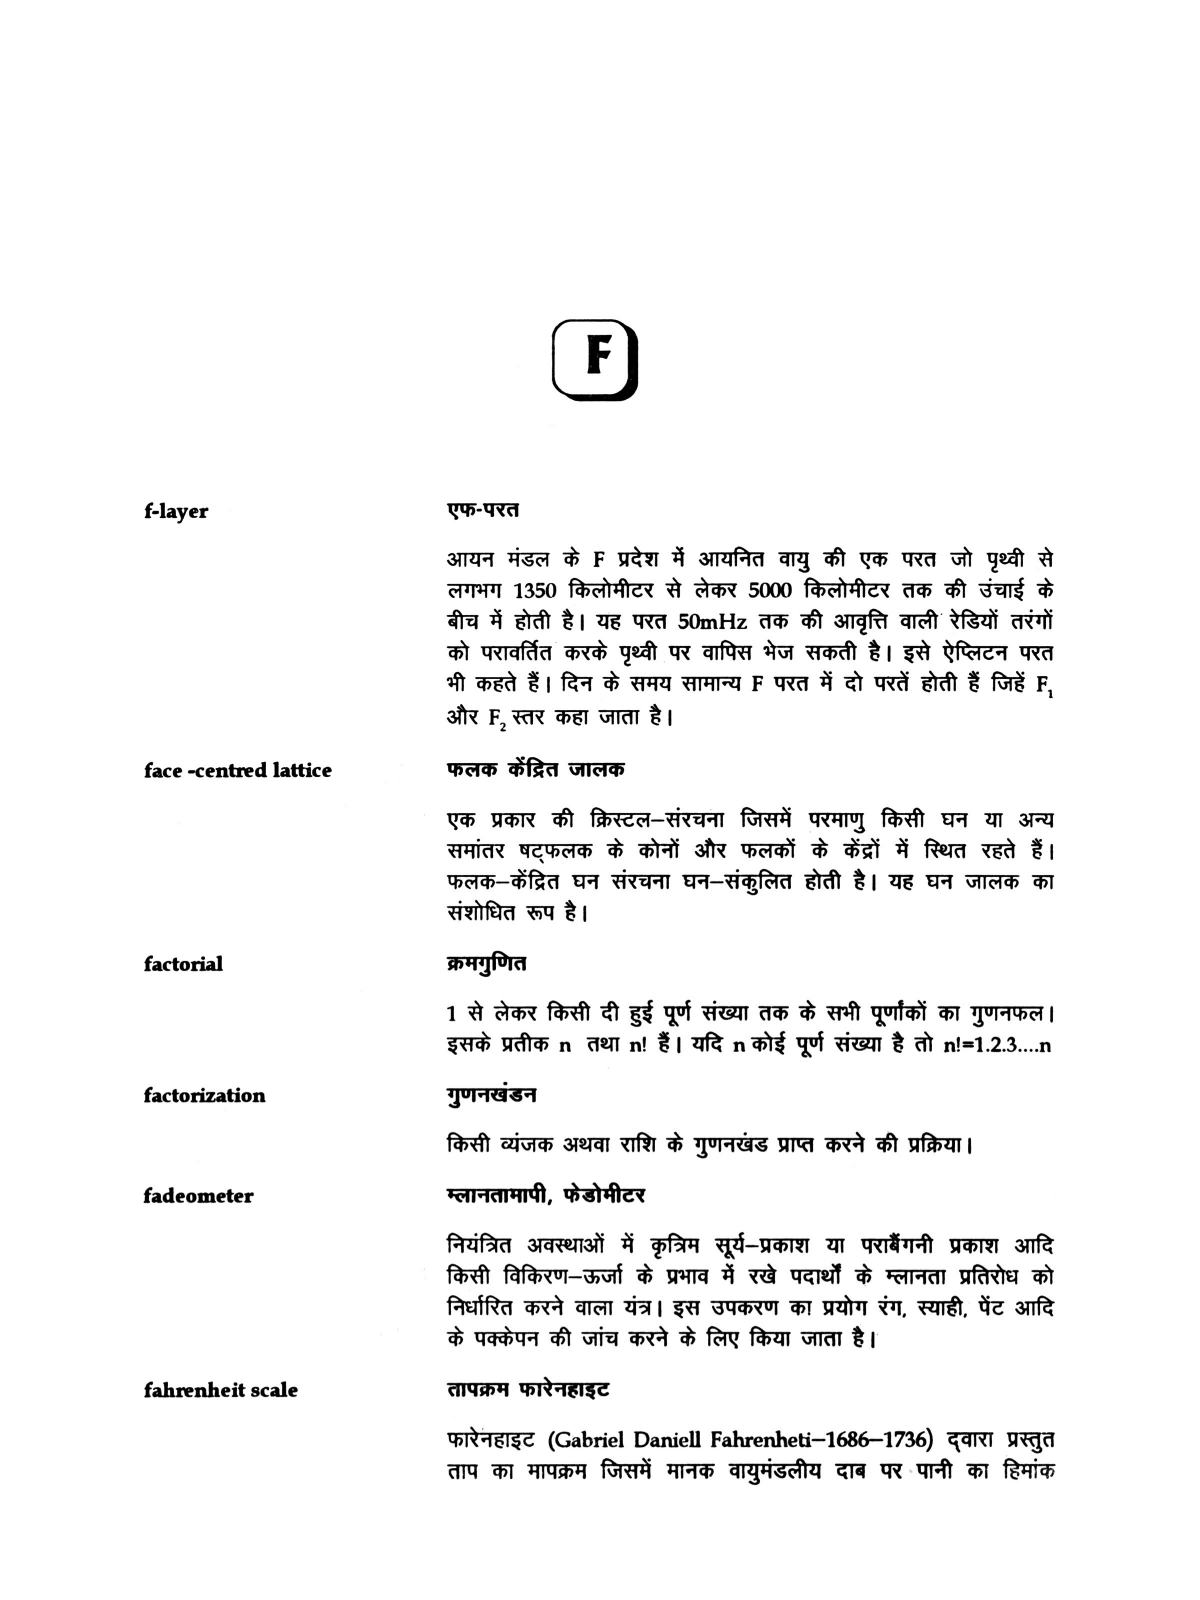 F
f-layer एफ-परत
आयन मंडल के F प्रदेश में आयनित वायु की एक परत जो पृथ्वी से
लगभग 1350 किलोमीटर से लेकर 5000 किलोमीटर तक की उंचाई के
बीच में होती है। यह परत 50mHz तक की आवृत्ति वाली रेडियों तरंगों
को परावर्तित करके पृथ्वी पर वापिस भेज सकती है। इसे ऐप्लिटन परत
भी कहते हैं। दिन के समय सामान्य F परत में दो परतें होती हैं जिहें F₁
और F₂ स्तर कहा जाता है।
face -centred lattice फलक केंद्रित जालक
एक प्रकार की क्रिस्टल–संरचना जिसमें परमाणु किसी घन या अन्य
समांतर षट्फलक के कोनों और फलकों के केंद्रों में स्थित रहते हैं।
फलक–केंद्रित घन संरचना घन–संकुलित होती है। यह घन जालक का
संशोधित रूप है।
factorial क्रमगुणित
1 से लेकर किसी दी हुई पूर्ण संख्या तक के सभी पूर्णांकों का गुणनफल।
इसके प्रतीक n तथा n! हैं। यदि n कोई पूर्ण संख्या है तो n!=1.2.3....n
factorization गुणनखंडन
किसी व्यंजक अथवा राशि के गुणनखंड प्राप्त करने की प्रक्रिया।
fadeometer म्लानतामापी, फेडोमीटर
नियंत्रित अवस्थाओं में कृत्रिम सूर्य–प्रकाश या पराबैंगनी प्रकाश आदि
किसी विकिरण–ऊर्जा के प्रभाव में रखे पदार्थों के म्लानता प्रतिरोध को
निर्धारित करने वाला यंत्र। इस उपकरण का प्रयोग रंग, स्याही, पेंट आदि
के पक्केपन की जांच करने के लिए किया जाता है।
fahrenheit scale तापक्रम फारेनहाइट
फारेनहाइट (Gabriel Daniell Fahrenheti–1686–1736) द्वारा प्रस्तुत
ताप का मापक्रम जिसमें मानक वायुमंडलीय दाब पर पानी का हिमांक